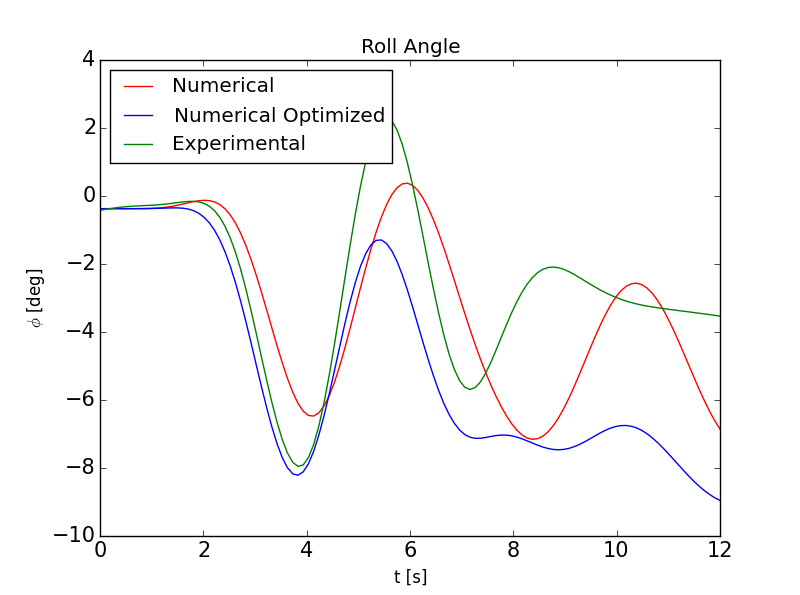 Roll Angle
Numerical
Numerical Optimized
Experimental
4
2
0
−2
−4
−6
−8
−10
ϕ [deg]
0 2 4 6 8 10 12
t [s]